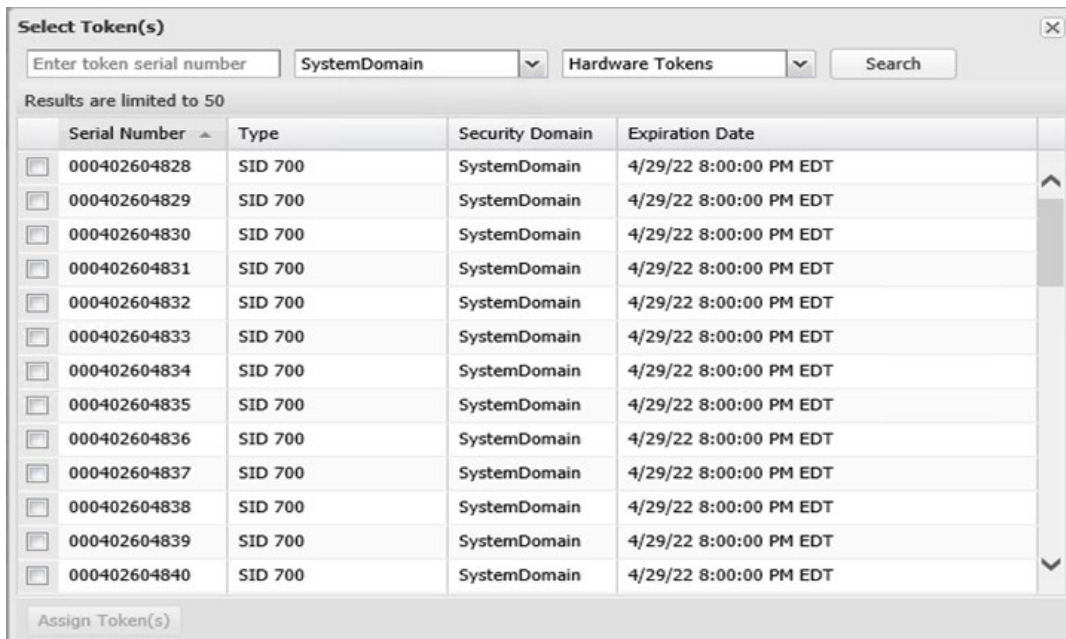 Select Token(s)
Enter token serial number SystemDomain Hardware Tokens Search
Results are limited to 50
Serial Number Type Security Domain Expiration Date
000402604828 SID 700 SystemDomain 4/29/22 8:00:00 PM EDT
000402604829 SID 700 SystemDomain 4/29/22 8:00:00 PM EDT
000402604830 SID 700 SystemDomain 4/29/22 8:00:00 PM EDT
000402604831 SID 700 SystemDomain 4/29/22 8:00:00 PM EDT
000402604832 SID 700 SystemDomain 4/29/22 8:00:00 PM EDT
000402604833 SID 700 SystemDomain 4/29/22 8:00:00 PM EDT
000402604834 SID 700 SystemDomain 4/29/22 8:00:00 PM EDT
000402604835 SID 700 SystemDomain 4/29/22 8:00:00 PM EDT
000402604836 SID 700 SystemDomain 4/29/22 8:00:00 PM EDT
000402604837 SID 700 SystemDomain 4/29/22 8:00:00 PM EDT
000402604838 SID 700 SystemDomain 4/29/22 8:00:00 PM EDT
000402604839 SID 700 SystemDomain 4/29/22 8:00:00 PM EDT
000402604840 SID 700 SystemDomain 4/29/22 8:00:00 PM EDT
Assign Token(s)